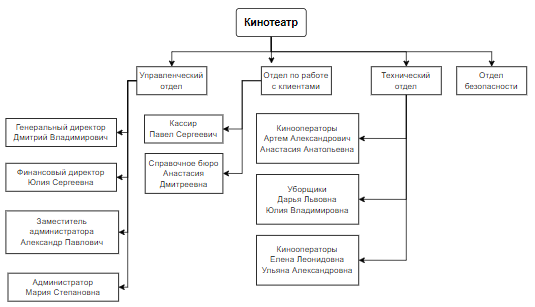 Кинотеатр
Управленческий
отдел
Отдел по работе
с клиентами
Технический
отдел
Отдел
безопасности
Генеральный директор
Дмитрий Владимирович
Финансовый директор
Юлия Сергеевна
Заместитель
администратора
Александр Павлович
Администратор
Мария Степановна
Кассир
Павел Сергеевич
Справочное бюро
Анастасия
Дмитреевна
Кинооператоры
Артем Александрович
Анастасия Анатольевна
Уборщики
Дарья Львовна
Юлия Владимировна
Кинооператоры
Елена Леонидовна
Ульяна Александровна